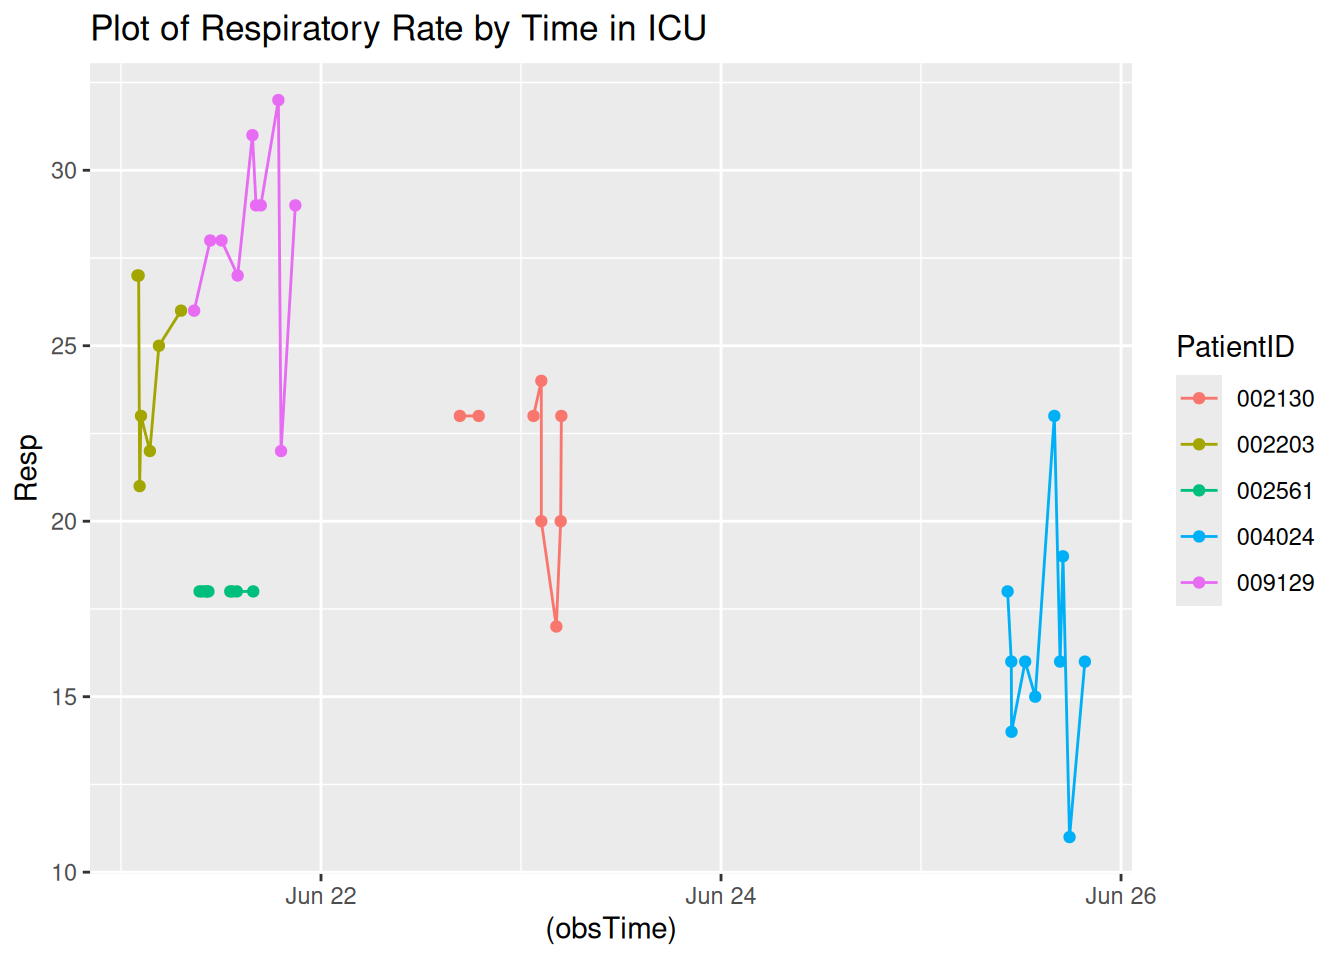 Plot of Respiratory Rate by Time in ICU
Resp
30
25
20
15
10
Jun 22
Jun 24
Jun 26
(obsTime)
PatientID
002130
002203
002561
004024
009129